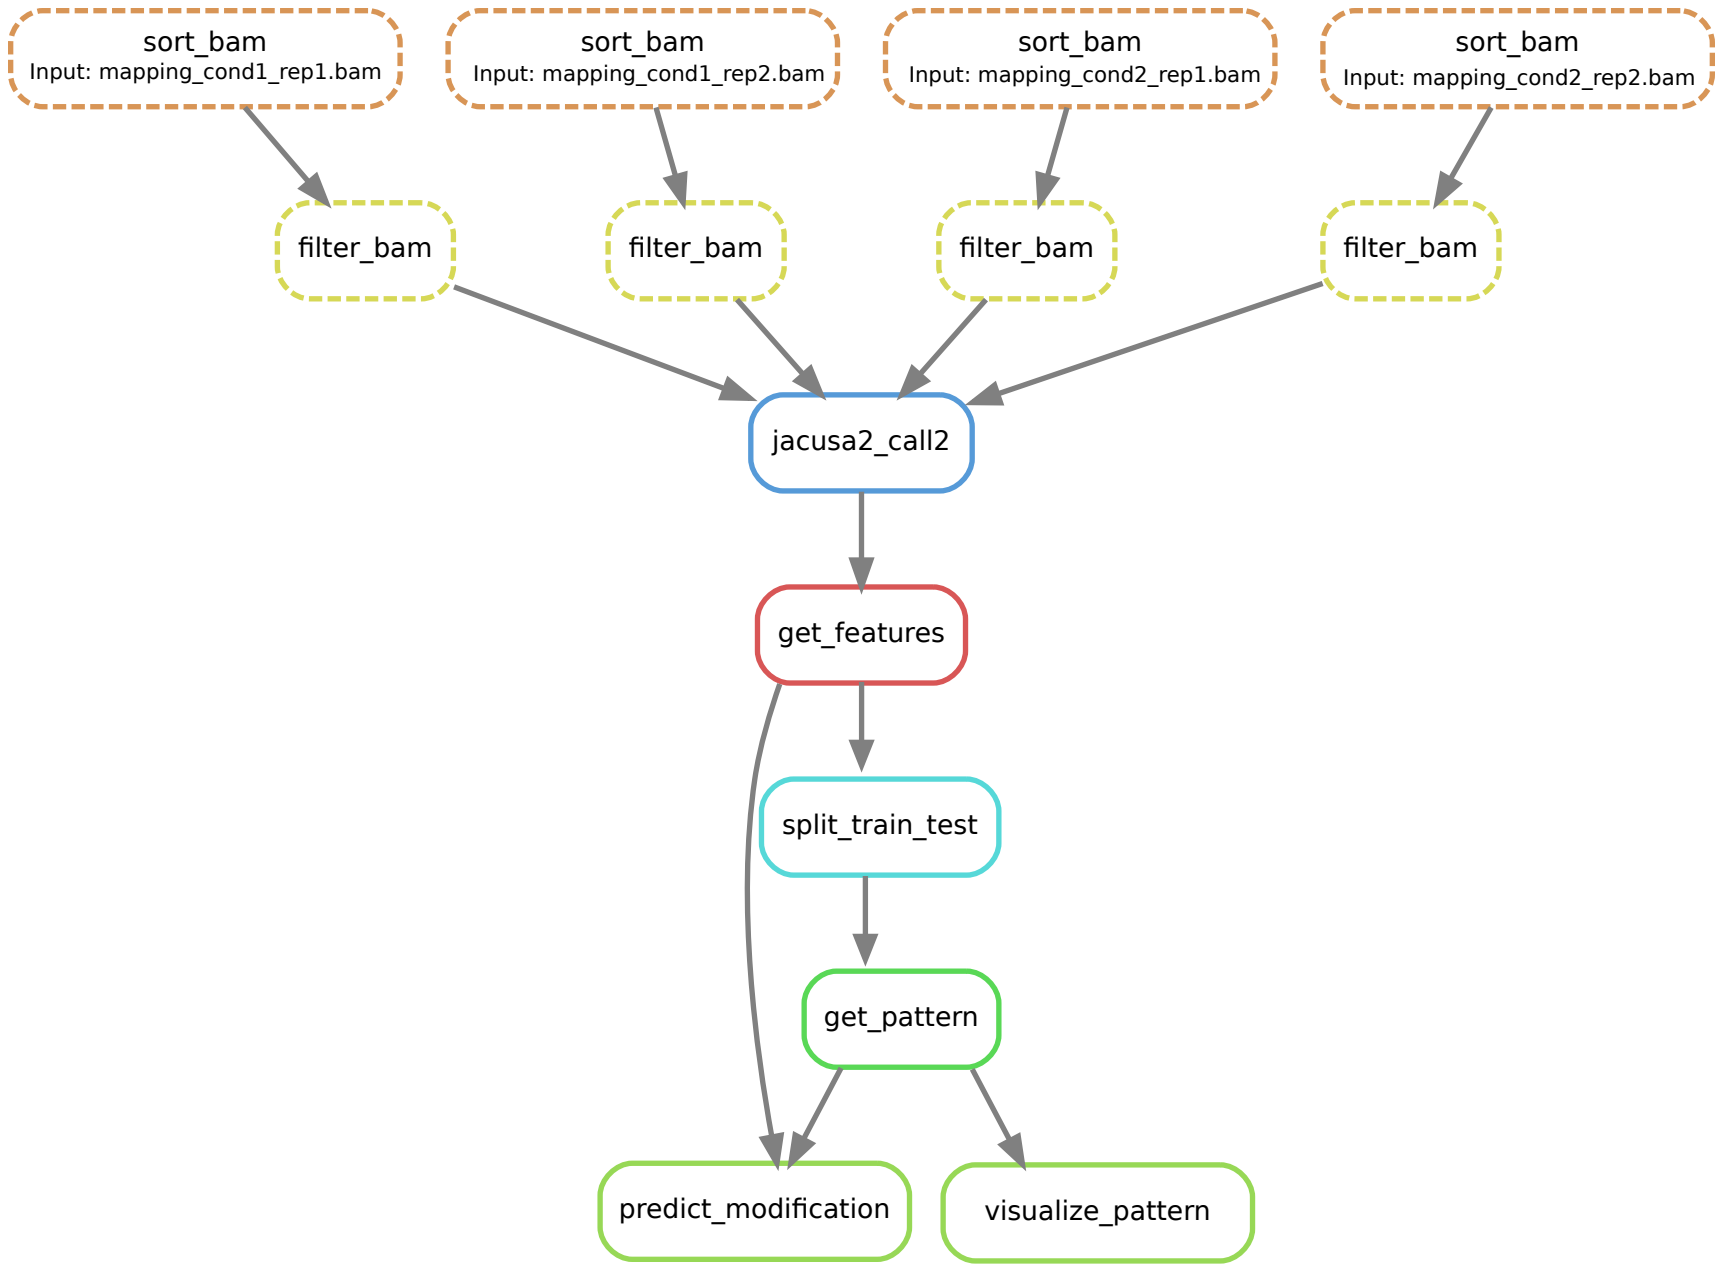 sort_bam
Input: mapping_cond1_rep1.bam
sort_bam
Input: mapping_cond1_rep2.bam
sort_bam
Input: mapping_cond2_rep1.bam
sort_bam
Input: mapping_cond2_rep2.bam
filter_bam
filter_bam
filter_bam
filter_bam
jacusa2_call2
get_features
split_train_test
get_pattern
predict_modification
visualize_pattern